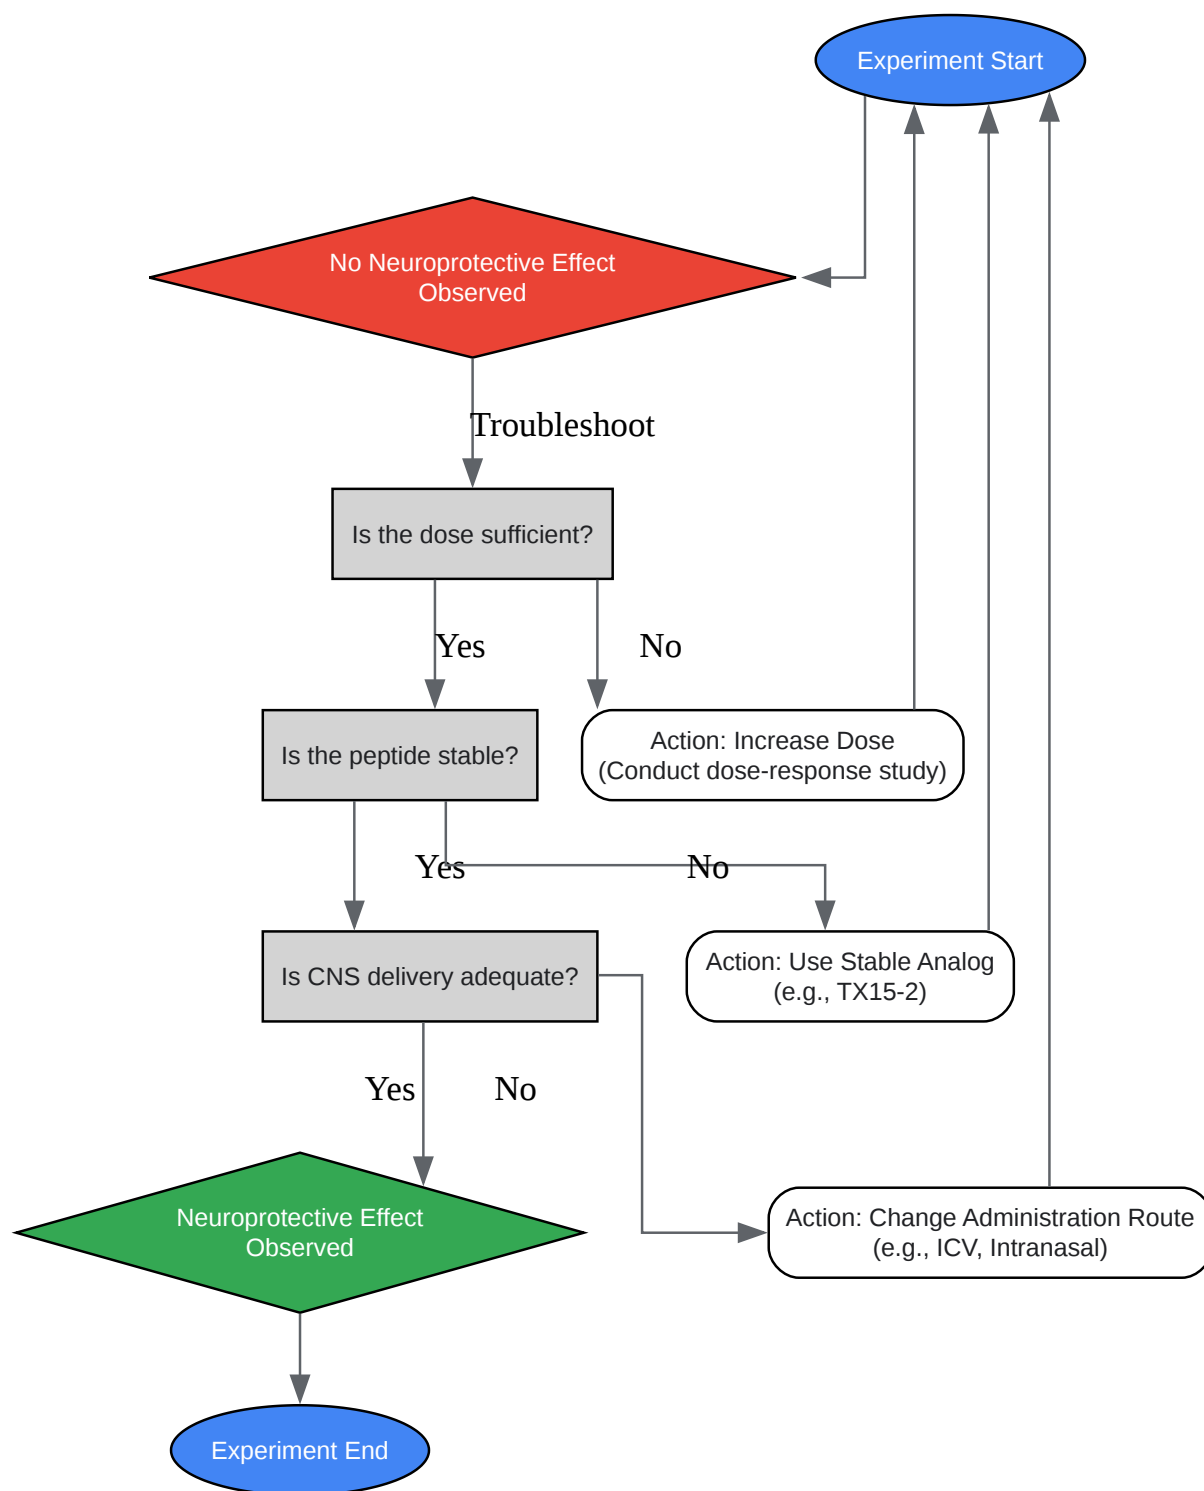 Experiment Start
No Neuroprotective Effect
Observed
Troubleshoot
Is the dose sufficient?
Yes
No
Is the peptide stable?
Action: Increase Dose
(Conduct dose-response study)
Yes
No
Is CNS delivery adequate?
Action: Use Stable Analog
(e.g., TX15-2)
Yes
No
Neuroprotective Effect
Observed
Action: Change Administration Route
(e.g., ICV, Intranasal)
Experiment End